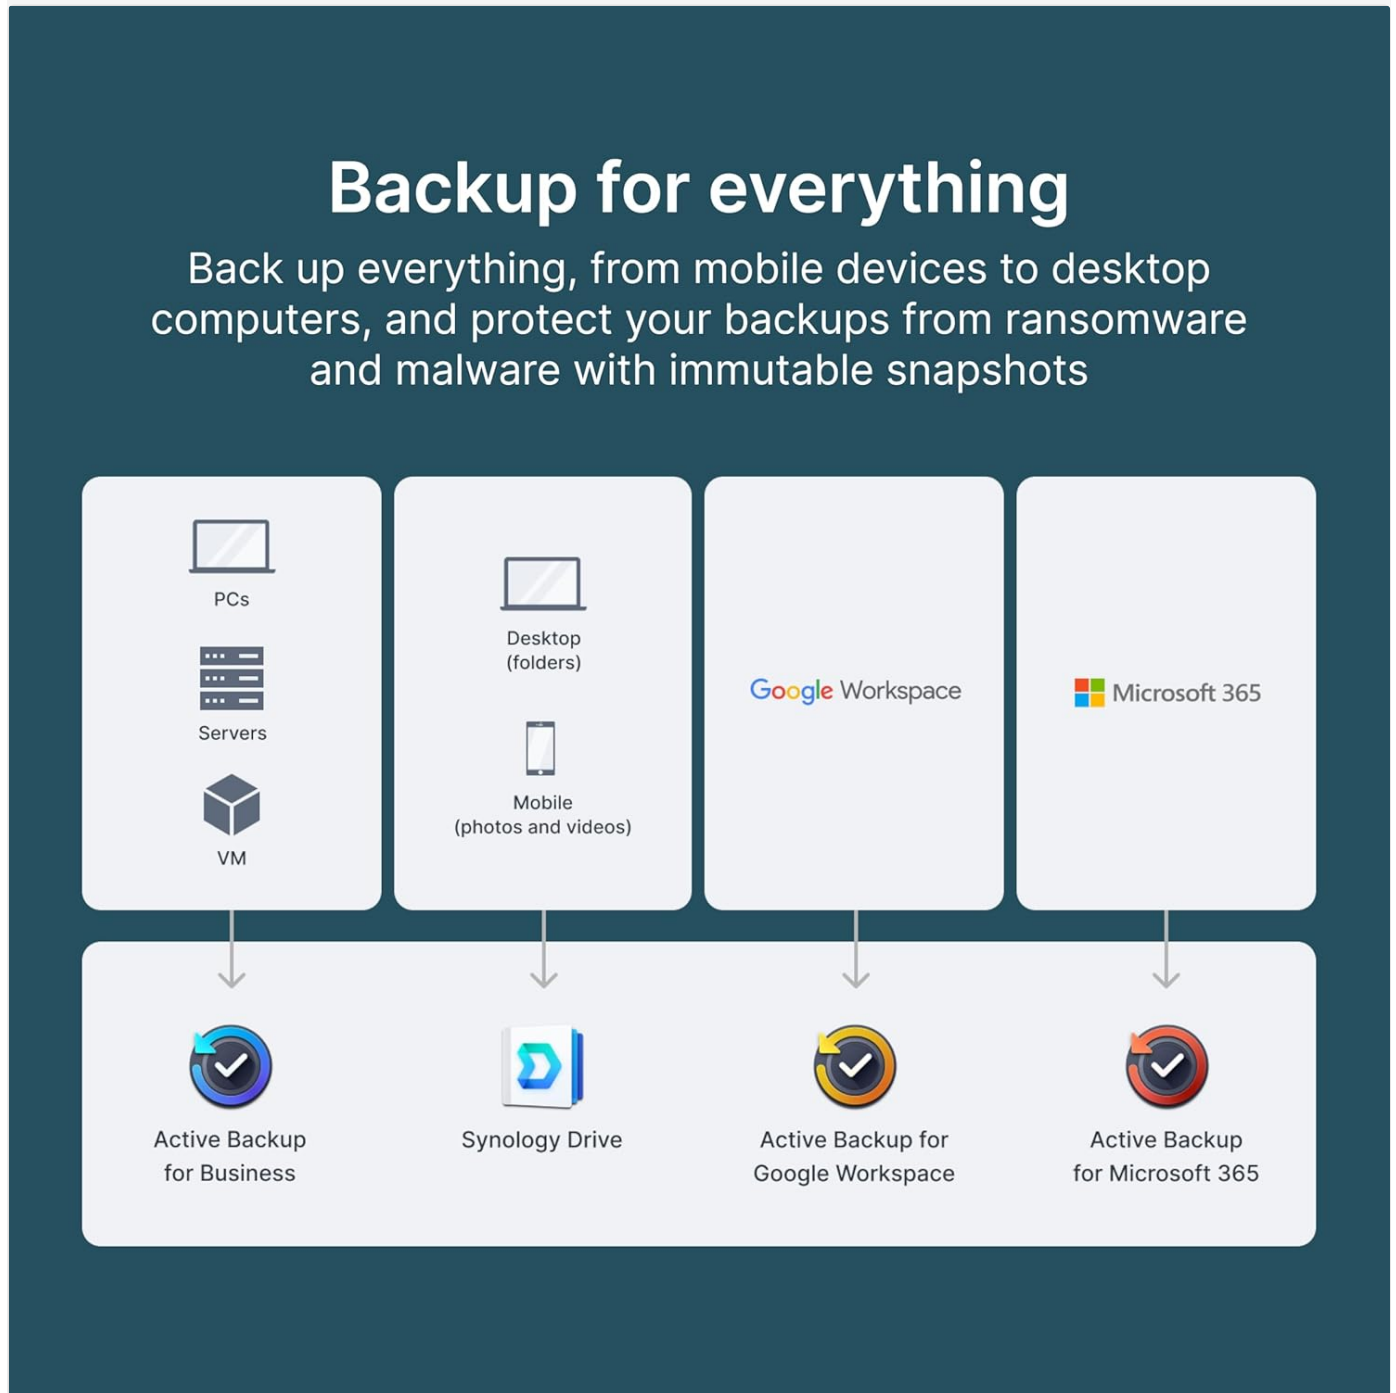 Backup for everything
Back up everything, from mobile devices to desktop
computers, and protect your backups from ransomware
and malware with immutable snapshots
PCs
Servers
VM
Desktop
(folders)
Mobile
(photos and videos)
Google Workspace
Microsoft 365
Active Backup
for Business
Synology Drive
Active Backup for
Google Workspace
Active Backup
for Microsoft 365